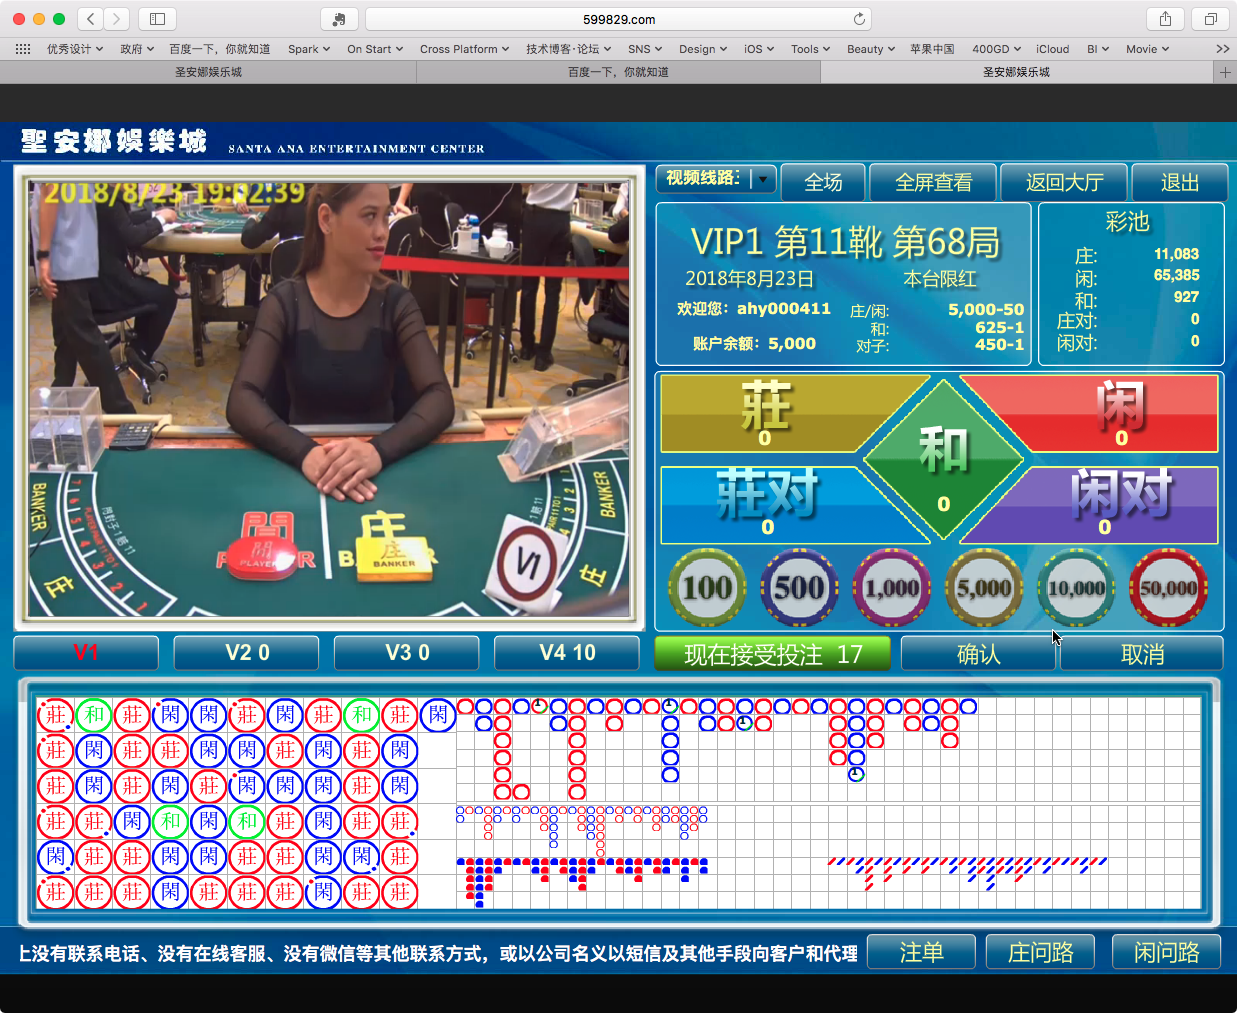 599829.com
优秀设计 政府 百度一下，你就知道 Spark On Start Cross Platform 技术博客·论坛 SNS Design iOS Tools Beauty 苹果中国 400GD iCloud BI Movie
圣安娜娱乐城 百度一下，你就知道 圣安娜娱乐城
聖安娜娛樂城 SANTA ANA ENTERTAINMENT CENTER
2018/8/23 19:02:39
视频线路: 全场 全屏查看 返回大厅 退出
VIP1 第11靴 第68局
2018年8月23日 本台限红
欢迎您: ahy000411 庄/闲: 5,000-50
和: 625-1
账户余额: 5,000 对子: 450-1
彩池
庄: 11,083
闲: 65,385
和: 927
庄对: 0
闲对: 0
莊 0
闲 0
和 0
莊对 0
闲对 0
100 500 1,000 5,000 10,000 50,000
BANKER
BANKER
閒 庄
PLAYER BANKER
庄 V1 庄
V1 V2 0 V3 0 V4 10 现在接受投注 17 确认 取消
莊 和 莊 閑 閑 莊 閑 莊 和 莊 閑
莊 閑 莊 莊 閑 閑 莊 閑 莊 閑
莊 閑 莊 閑 莊 閑 閑 閑 莊 閑
莊 莊 閑 和 閑 和 莊 閑 莊 莊
閑 莊 莊 閑 閑 莊 莊 閑 閑 莊
莊 莊 莊 閑 莊 莊 莊 閑 莊 莊
上没有联系电话、没有在线客服、没有微信等其他联系方式，或以公司名义以短信及其他手段向客户和代理
注单 庄问路 闲问路